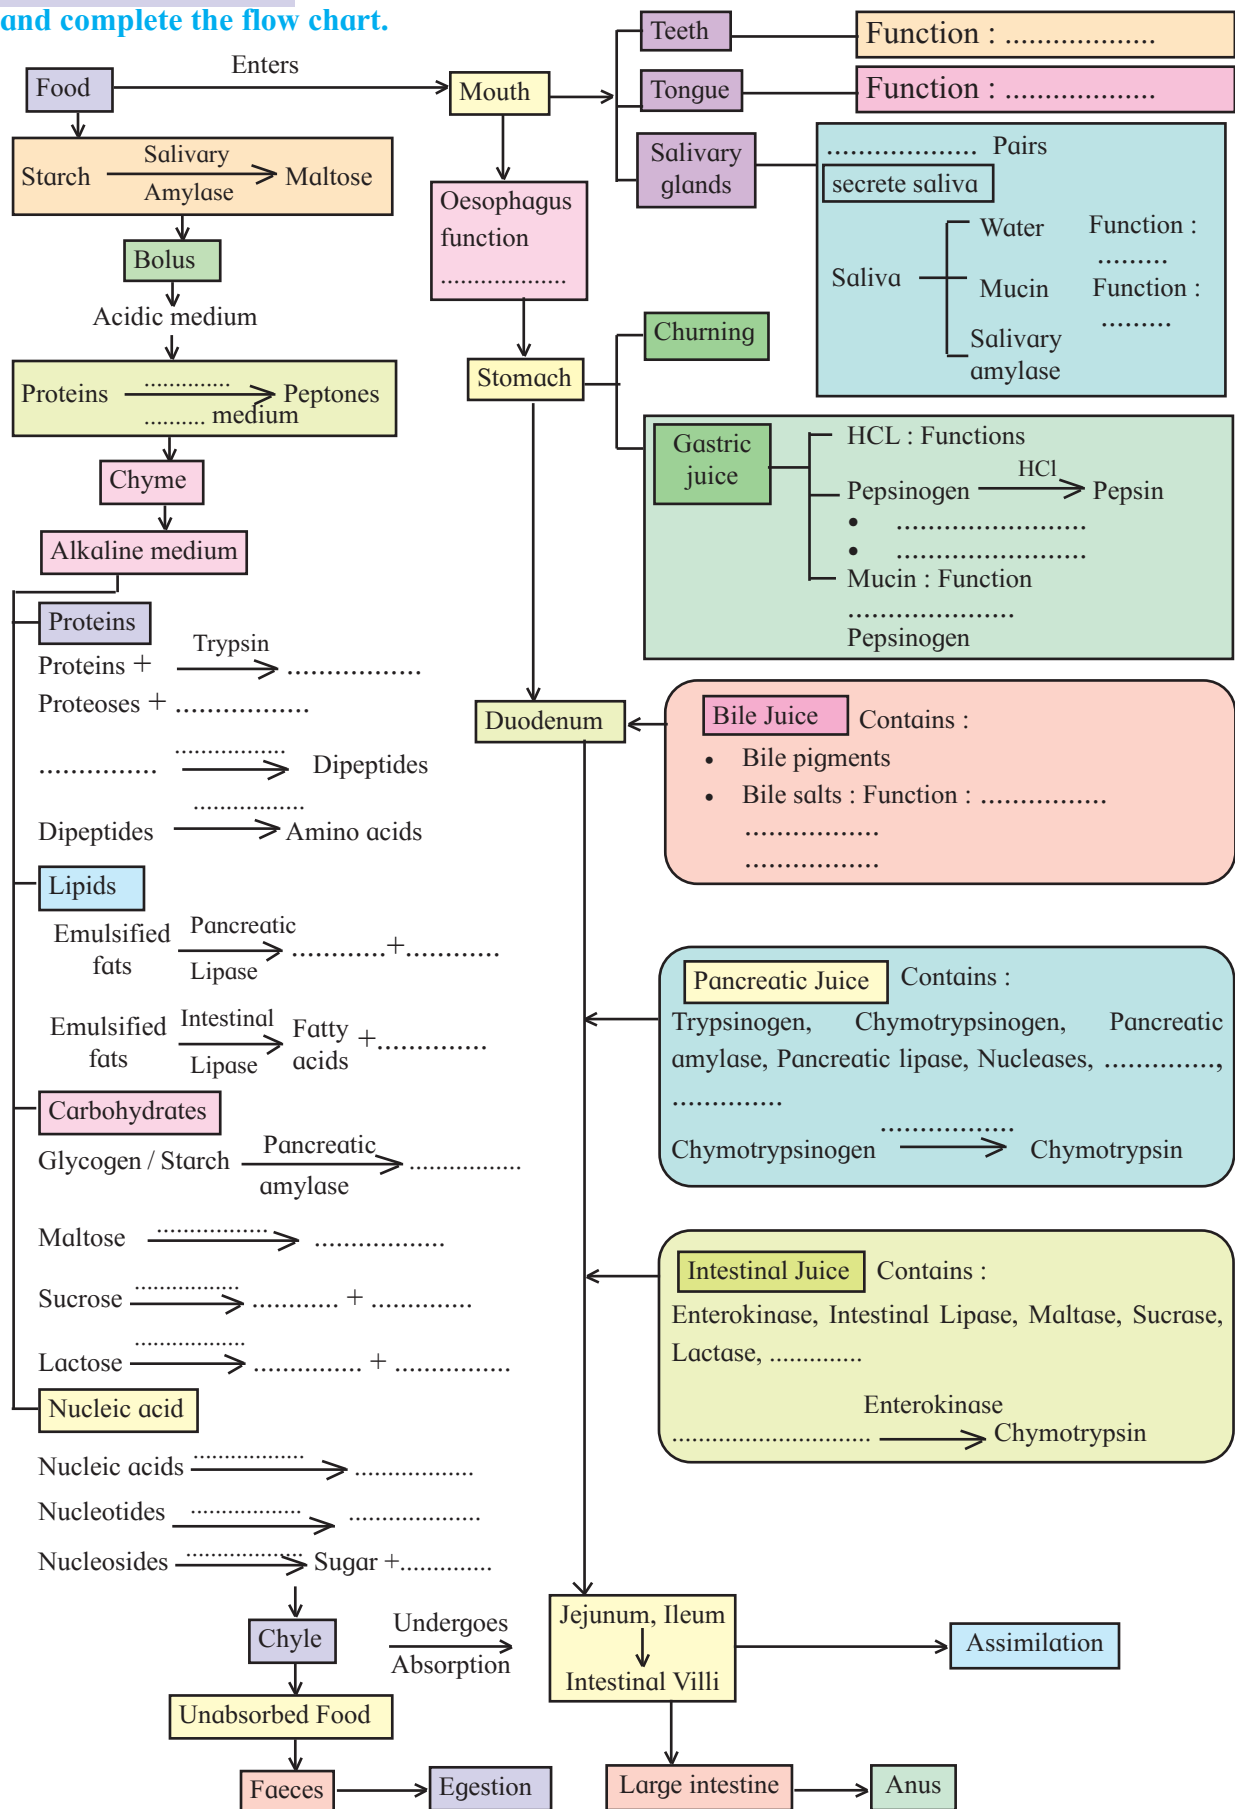 and complete the flow chart.
Food
Enters
Mouth
Teeth
Function : ...................
Tongue
Function : ...................
Salivary
glands
................... Pairs
secrete saliva
Saliva
Water
Function :
.........
Mucin
Function :
.........
Salivary
amylase
Starch
Salivary
Amylase
Maltose
Oesophagus
function
...................
Bolus
Acidic medium
Proteins
..............
.......... medium
Peptones
Stomach
Churning
Gastric
juice
HCL : Functions
Pepsinogen
HCl
Pepsin
• ........................
• ........................
Mucin : Function
.....................
Pepsinogen
Chyme
Alkaline medium
Proteins
Proteins +
Trypsin
.................
Proteoses + .................
...............
.................
Dipeptides
Dipeptides
.................
Amino acids
Duodenum
Bile Juice
Contains :
• Bile pigments
• Bile salts : Function : ................
.................
.................
Lipids
Emulsified
fats
Pancreatic
Lipase
............+............
Emulsified
fats
Intestinal
Lipase
Fatty
acids
+..............
Pancreatic Juice
Contains :
Trypsinogen, Chymotrypsinogen, Pancreatic
amylase, Pancreatic lipase, Nucleases, ..............,
..............
Chymotrypsinogen
.................
Chymotrypsin
Carbohydrates
Glycogen / Starch
Pancreatic
amylase
.................
Maltose
.................
.................
Sucrose
................
........... + .............
Lactose
.................
.............. + ...............
Intestinal Juice
Contains :
Enterokinase, Intestinal Lipase, Maltase, Sucrase,
Lactase, ..............
Enterokinase
..........................
Chymotrypsin
Nucleic acid
Nucleic acids
.................
.................
Nucleotides
.................
.................
Nucleosides
.................
Sugar +..............
Chyle
Undergoes
Absorption
Jejunum, Ileum
Intestinal Villi
Assimilation
Unabsorbed Food
Faeces
Egestion
Large intestine
Anus